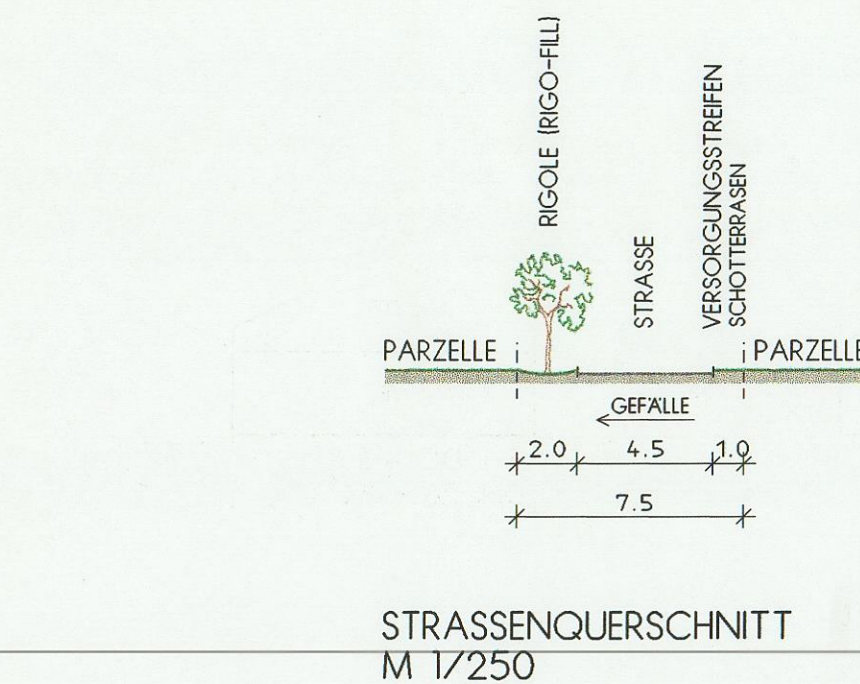 RIGOLE (RIGO-FILL)
STRASSE
VERSORGUNGSSTREIFEN
SCHOTTERRASEN
PARZELLE
PARZELLE
GEFÄLLE
2.0 4.5 1.0
7.5
STRASSENQUERSCHNITT
M 1/250